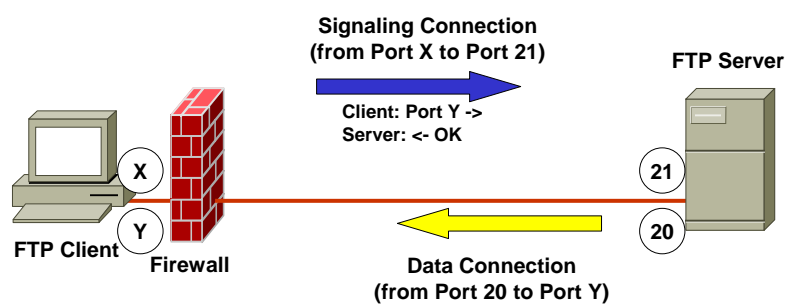 Signaling Connection
(from Port X to Port 21)
FTP Server
Client: Port Y ->
Server: <- OK
X
21
Y
20
FTP Client
Firewall
Data Connection
(from Port 20 to Port Y)